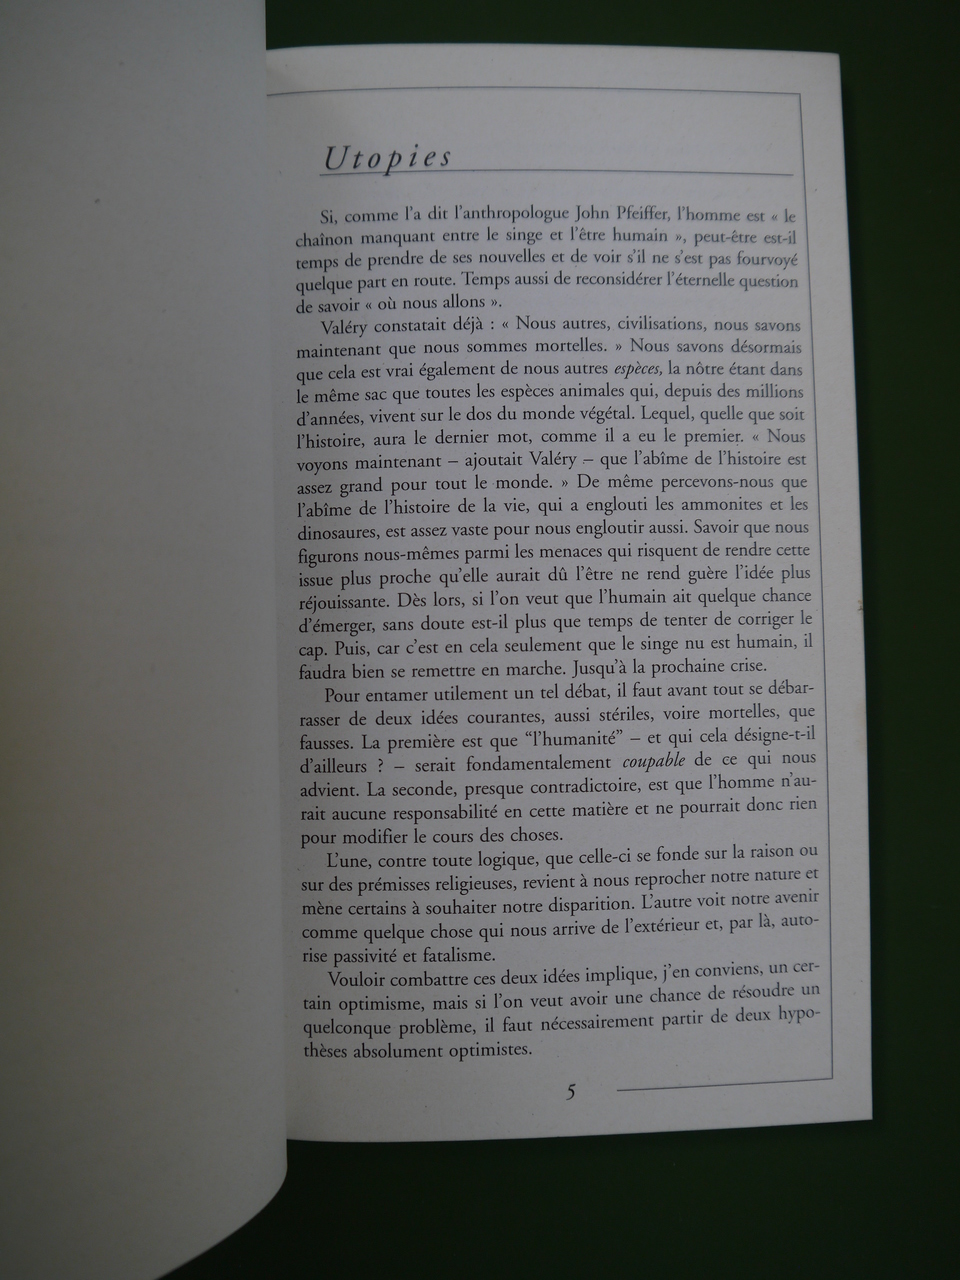 Utopies
Si, comme l'a dit l'anthropologue John Pfeiffer, l'homme est « le
chaînon manquant entre le singe et l'être humain », peut-être est-il
temps de prendre de ses nouvelles et de voir s'il ne s'est pas fourvoyé
quelque part en route. Temps aussi de reconsidérer l'éternelle question
de savoir « où nous allons ».
Valéry constatait déjà : « Nous autres, civilisations, nous savons
maintenant que nous sommes mortelles. » Nous savons désormais
que cela est vrai également de nous autres espèces, la nôtre étant dans
le même sac que toutes les espèces animales qui, depuis des millions
d'années, vivent sur le dos du monde végétal. Lequel, quelle que soit
l'histoire, aura le dernier mot, comme il a eu le premier. « Nous
voyons maintenant – ajoutait Valéry – que l'abîme de l'histoire est
assez grand pour tout le monde. » De même percevons-nous que
l'abîme de l'histoire de la vie, qui a englouti les ammonites et les
dinosaures, est assez vaste pour nous engloutir aussi. Savoir que nous
figurons nous-mêmes parmi les menaces qui risquent de rendre cette
issue plus proche qu'elle aurait dû l'être ne rend guère l'idée plus
réjouissante. Dès lors, si l'on veut que l'humain ait quelque chance
d'émerger, sans doute est-il plus que temps de tenter de corriger le
cap. Puis, car c'est en cela seulement que le singe nu est humain, il
faudra bien se remettre en marche. Jusqu'à la prochaine crise.
Pour entamer utilement un tel débat, il faut avant tout se débar-
rasser de deux idées courantes, aussi stériles, voire mortelles, que
fausses. La première est que “l'humanité” – et qui cela désigne-t-il
d'ailleurs ? – serait fondamentalement coupable de ce qui nous
advient. La seconde, presque contradictoire, est que l'homme n'au-
rait aucune responsabilité en cette matière et ne pourrait donc rien
pour modifier le cours des choses.
L'une, contre toute logique, que celle-ci se fonde sur la raison ou
sur des prémisses religieuses, revient à nous reprocher notre nature et
mène certains à souhaiter notre disparition. L'autre voit notre avenir
comme quelque chose qui nous arrive de l'extérieur et, par là, auto-
rise passivité et fatalisme.
Vouloir combattre ces deux idées implique, j'en conviens, un cer-
tain optimisme, mais si l'on veut avoir une chance de résoudre un
quelconque problème, il faut nécessairement partir de deux hypo-
thèses absolument optimistes.
5